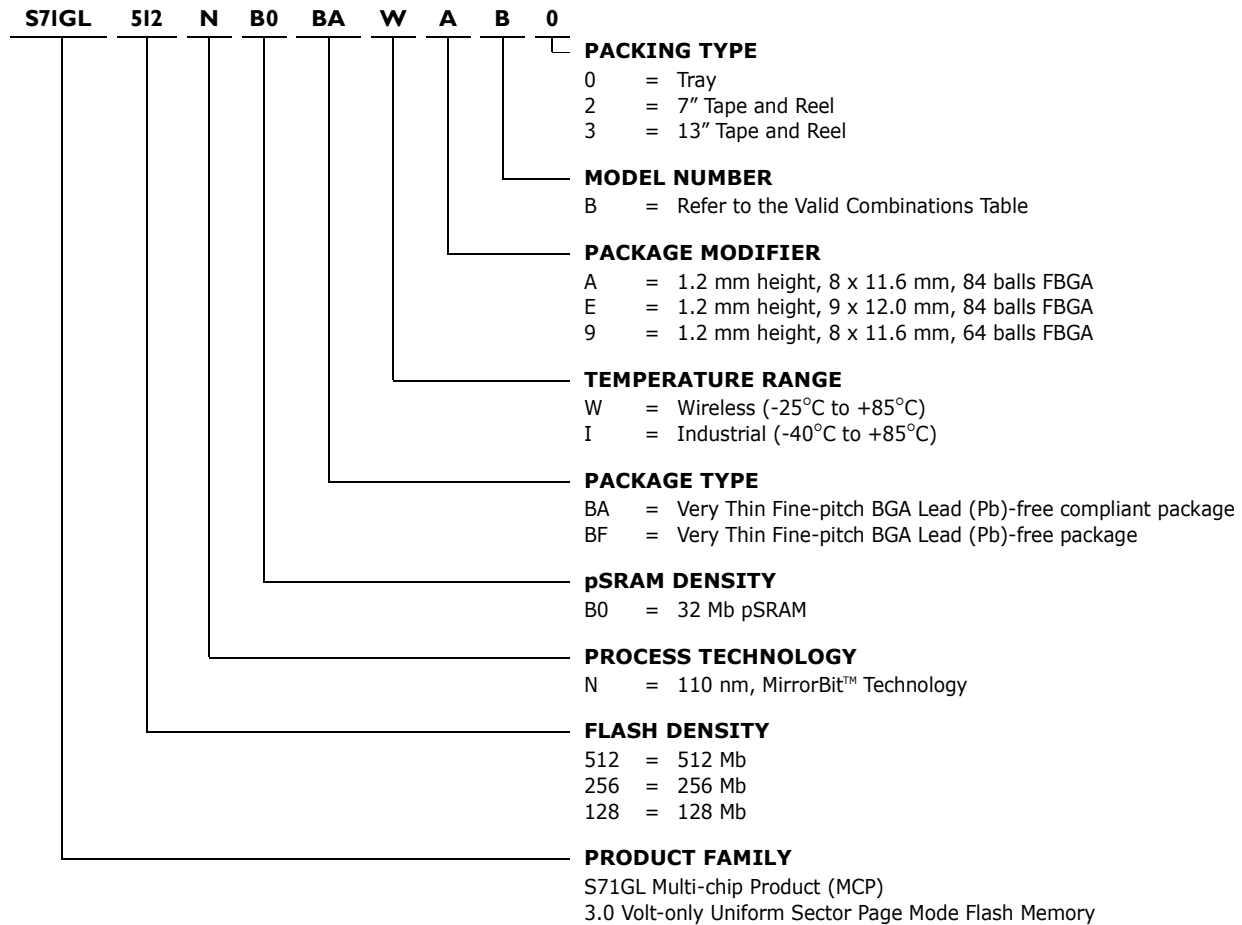 S71GL 512 N B0 BA W A B 0
PACKING TYPE
0 = Tray
2 = 7″ Tape and Reel
3 = 13″ Tape and Reel
MODEL NUMBER
B = Refer to the Valid Combinations Table
PACKAGE MODIFIER
A = 1.2 mm height, 8 x 11.6 mm, 84 balls FBGA
E = 1.2 mm height, 9 x 12.0 mm, 84 balls FBGA
9 = 1.2 mm height, 8 x 11.6 mm, 64 balls FBGA
TEMPERATURE RANGE
W = Wireless (-25°C to +85°C)
I = Industrial (-40°C to +85°C)
PACKAGE TYPE
BA = Very Thin Fine-pitch BGA Lead (Pb)-free compliant package
BF = Very Thin Fine-pitch BGA Lead (Pb)-free package
pSRAM DENSITY
B0 = 32 Mb pSRAM
PROCESS TECHNOLOGY
N = 110 nm, MirrorBit™ Technology
FLASH DENSITY
512 = 512 Mb
256 = 256 Mb
128 = 128 Mb
PRODUCT FAMILY
S71GL Multi-chip Product (MCP)
3.0 Volt-only Uniform Sector Page Mode Flash Memory